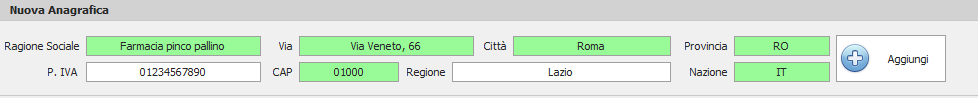 Nuova Anagrafica
Ragione Sociale Farmacia pinco pallino Via Via Veneto, 66 Città Roma Provincia RO
P. IVA 01234567890 CAP 01000 Regione Lazio Nazione IT
Aggiungi